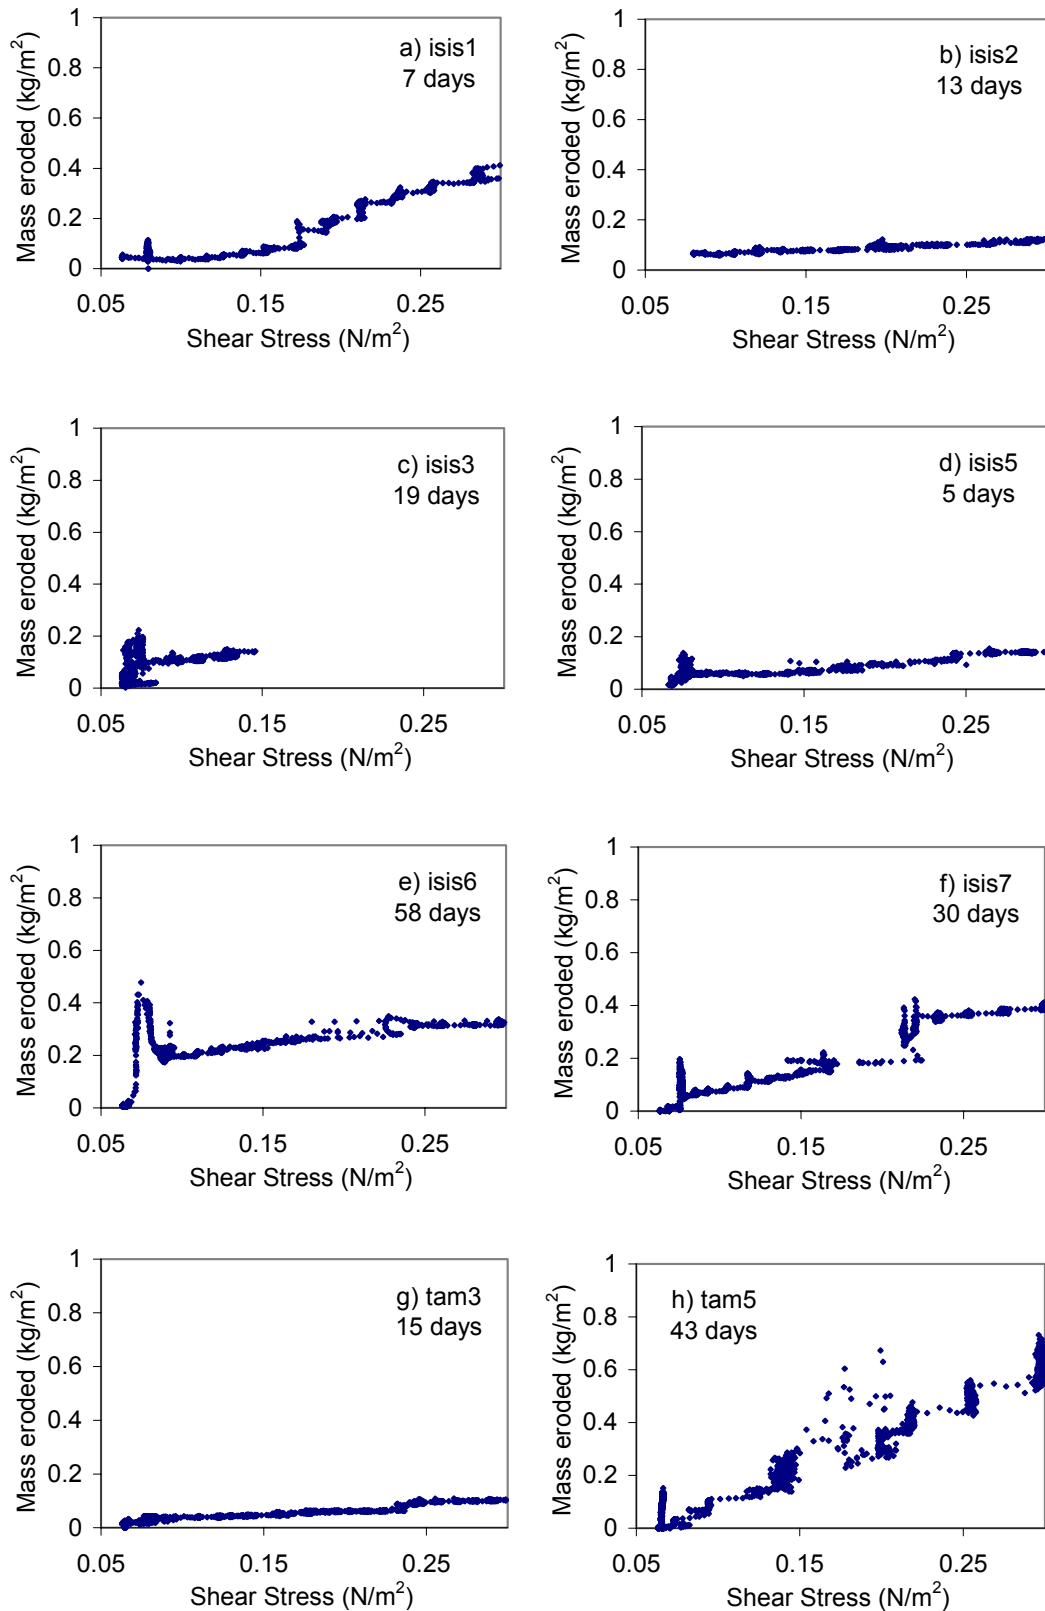 a) isis1
7 days
Mass eroded (kg/m²)
1
0.8
0.6
0.4
0.2
0
0.05 0.15 0.25
Shear Stress (N/m²)
b) isis2
13 days
Mass eroded (kg/m²)
1
0.8
0.6
0.4
0.2
0
0.05 0.15 0.25
Shear Stress (N/m²)
c) isis3
19 days
Mass eroded (kg/m²)
1
0.8
0.6
0.4
0.2
0
0.05 0.15 0.25
Shear Stress (N/m²)
d) isis5
5 days
Mass eroded (kg/m²)
1
0.8
0.6
0.4
0.2
0
0.05 0.15 0.25
Shear Stress (N/m²)
e) isis6
58 days
Mass eroded (kg/m²)
1
0.8
0.6
0.4
0.2
0
0.05 0.15 0.25
Shear Stress (N/m²)
f) isis7
30 days
Mass eroded (kg/m²)
1
0.8
0.6
0.4
0.2
0
0.05 0.15 0.25
Shear Stress (N/m²)
g) tam3
15 days
Mass eroded (kg/m²)
1
0.8
0.6
0.4
0.2
0
0.05 0.15 0.25
Shear Stress (N/m²)
h) tam5
43 days
Mass eroded (kg/m²)
1
0.8
0.6
0.4
0.2
0
0.05 0.15 0.25
Shear Stress (N/m²)